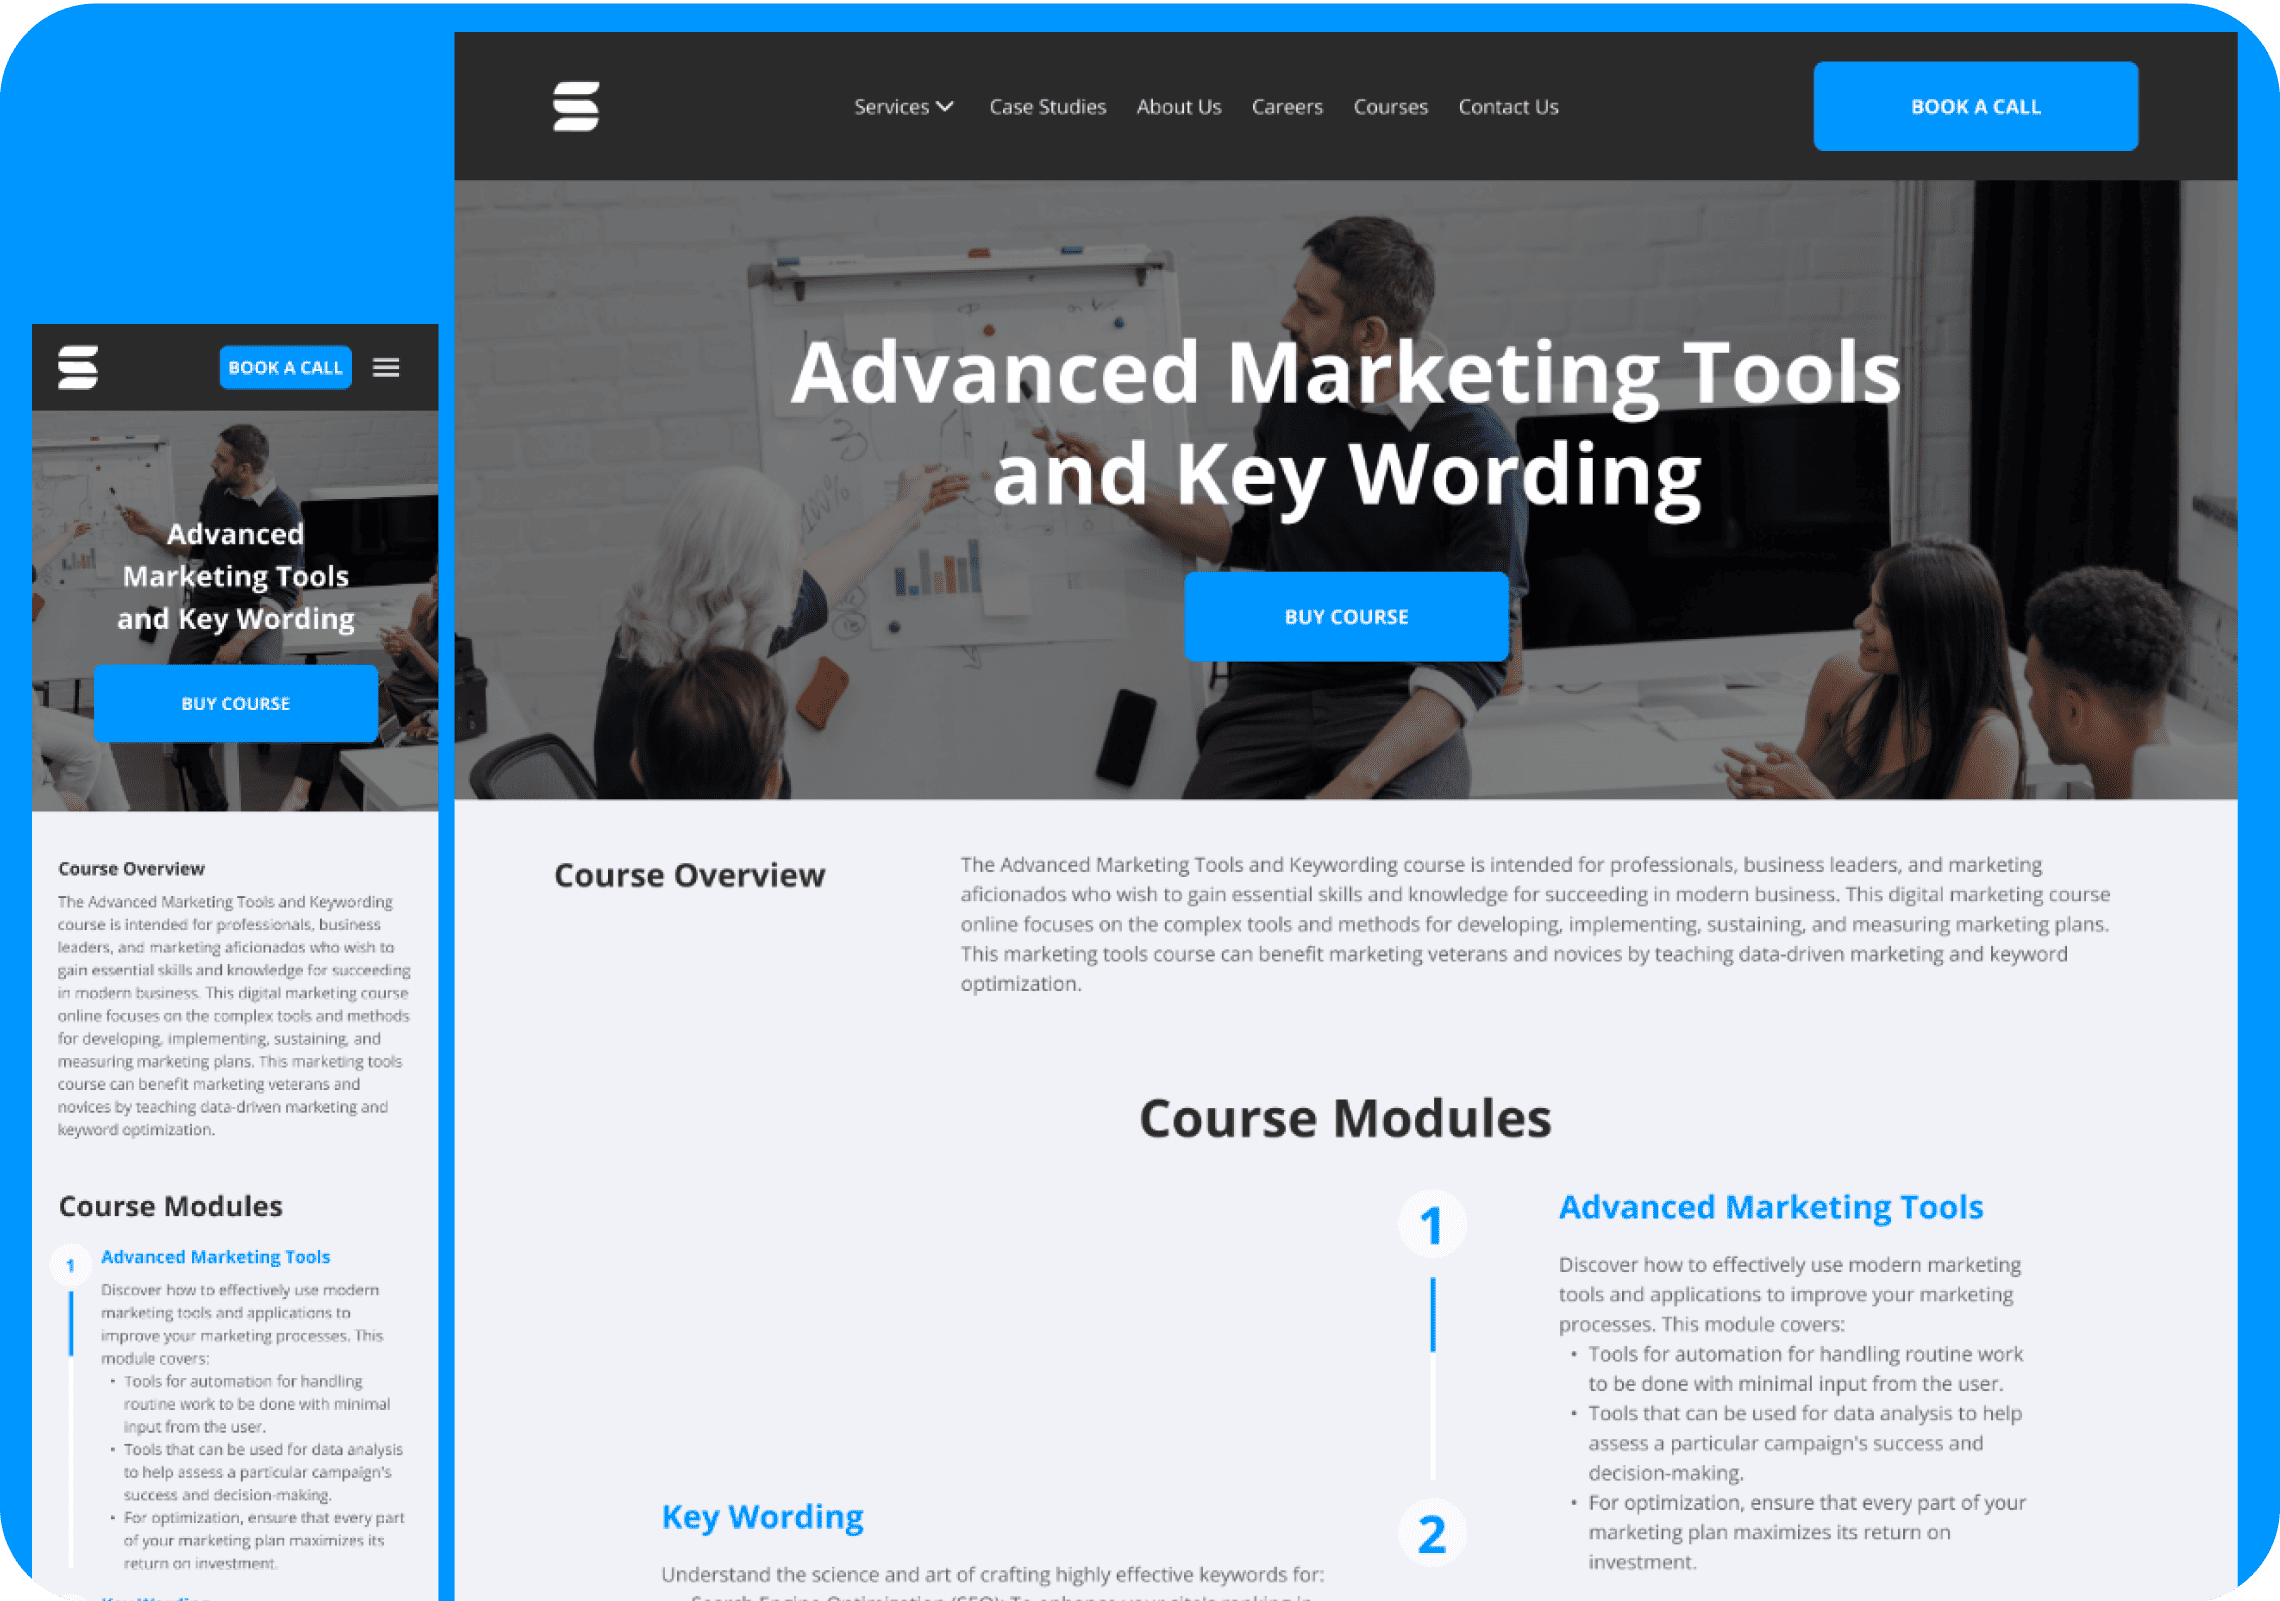 BOOK A CALL
Advanced
Marketing Tools
and Key Wording
BUY COURSE
Course Overview
The Advanced Marketing Tools and Keywording
course is intended for professionals, business
leaders, and marketing aficionados who wish to
gain essential skills and knowledge for succeeding
in modern business. This digital marketing course
online focuses on the complex tools and methods
for developing, implementing, sustaining, and
measuring marketing plans. This marketing tools
course can benefit marketing veterans and
novices by teaching data-driven marketing and
keyword optimization.
Course Modules
1
Advanced Marketing Tools
Discover how to effectively use modern
marketing tools and applications to
improve your marketing processes. This
module covers:
• Tools for automation for handling
routine work to be done with minimal
input from the user.
• Tools that can be used for data analysis
to help assess a particular campaign's
success and decision-making.
• For optimization, ensure that every part
of your marketing plan maximizes its
return on investment.
Services
Case Studies
About Us
Careers
Courses
Contact Us
BOOK A CALL
Advanced Marketing Tools
and Key Wording
100%
BUY COURSE
Course Overview
The Advanced Marketing Tools and Keywording course is intended for professionals, business leaders, and marketing
aficionados who wish to gain essential skills and knowledge for succeeding in modern business. This digital marketing course
online focuses on the complex tools and methods for developing, implementing, sustaining, and measuring marketing plans.
This marketing tools course can benefit marketing veterans and novices by teaching data-driven marketing and keyword
optimization.
Course Modules
1
Advanced Marketing Tools
Discover how to effectively use modern marketing
tools and applications to improve your marketing
processes. This module covers:
• Tools for automation for handling routine work
to be done with minimal input from the user.
• Tools that can be used for data analysis to help
assess a particular campaign's success and
decision-making.
• For optimization, ensure that every part of your
marketing plan maximizes its return on
investment.
2
Key Wording
Understand the science and art of crafting highly effective keywords for:
Search Engine Optimization (SEO): To enhance your site's ranking in